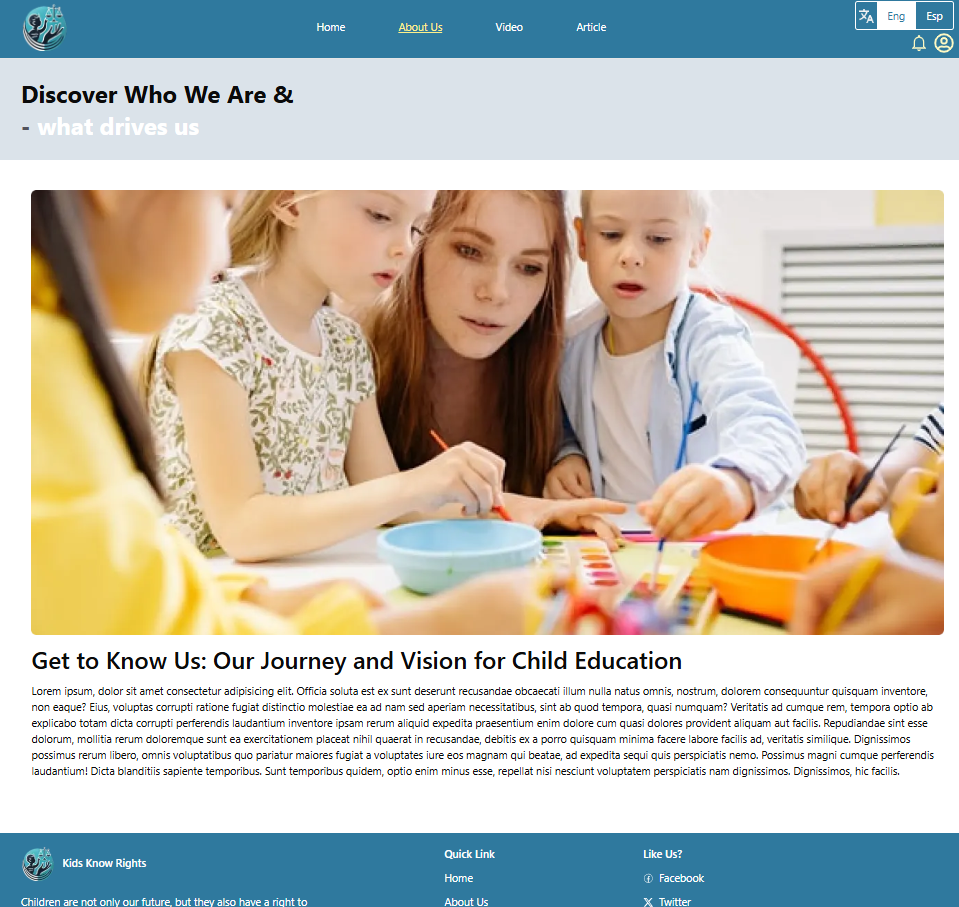 Home
About Us
Video
Article
Eng
Esp
Discover Who We Are &
- what drives us
Get to Know Us: Our Journey and Vision for Child Education
Lorem ipsum, dolor sit amet consectetur adipisicing elit. Officia soluta est ex sunt deserunt recusandae obcaecati illum nulla natus omnis, nostrum, dolorem consequuntur quisquam inventore,
non eaque? Eius, voluptas corrupti ratione fugiat distinctio molestiae ea ad nam sed aperiam necessitatibus, sint ab quod tempora, quasi numquam? Veritatis ad cumque rem, tempora optio ab
explicabo totam dicta corrupti perferendis laudantium inventore ipsam rerum aliquid expedita praesentium enim dolore cum quasi dolores provident aliquam aut facilis. Repudiandae sint esse
dolorum, mollitia rerum doloremque sunt ea exercitationem placeat nihil quaerat in recusandae, debitis ex a porro quisquam minima facere labore facilis ad, veritatis similique. Dignissimos
possimus rerum libero, omnis voluptatibus quo pariatur maiores fugiat a voluptates iure eos magnam qui beatae, ad expedita sequi quis perspiciatis nemo. Possimus magni cumque perferendis
laudantium! Dicta blanditiis sapiente temporibus. Sunt temporibus quidem, optio enim minus esse, repellat nisi nesciunt voluptatem perspiciatis nam dignissimos. Dignissimos, hic facilis.
Kids Know Rights
Children are not only our future, but they also have a right to
Quick Link
Home
About Us
Like Us?
Facebook
Twitter